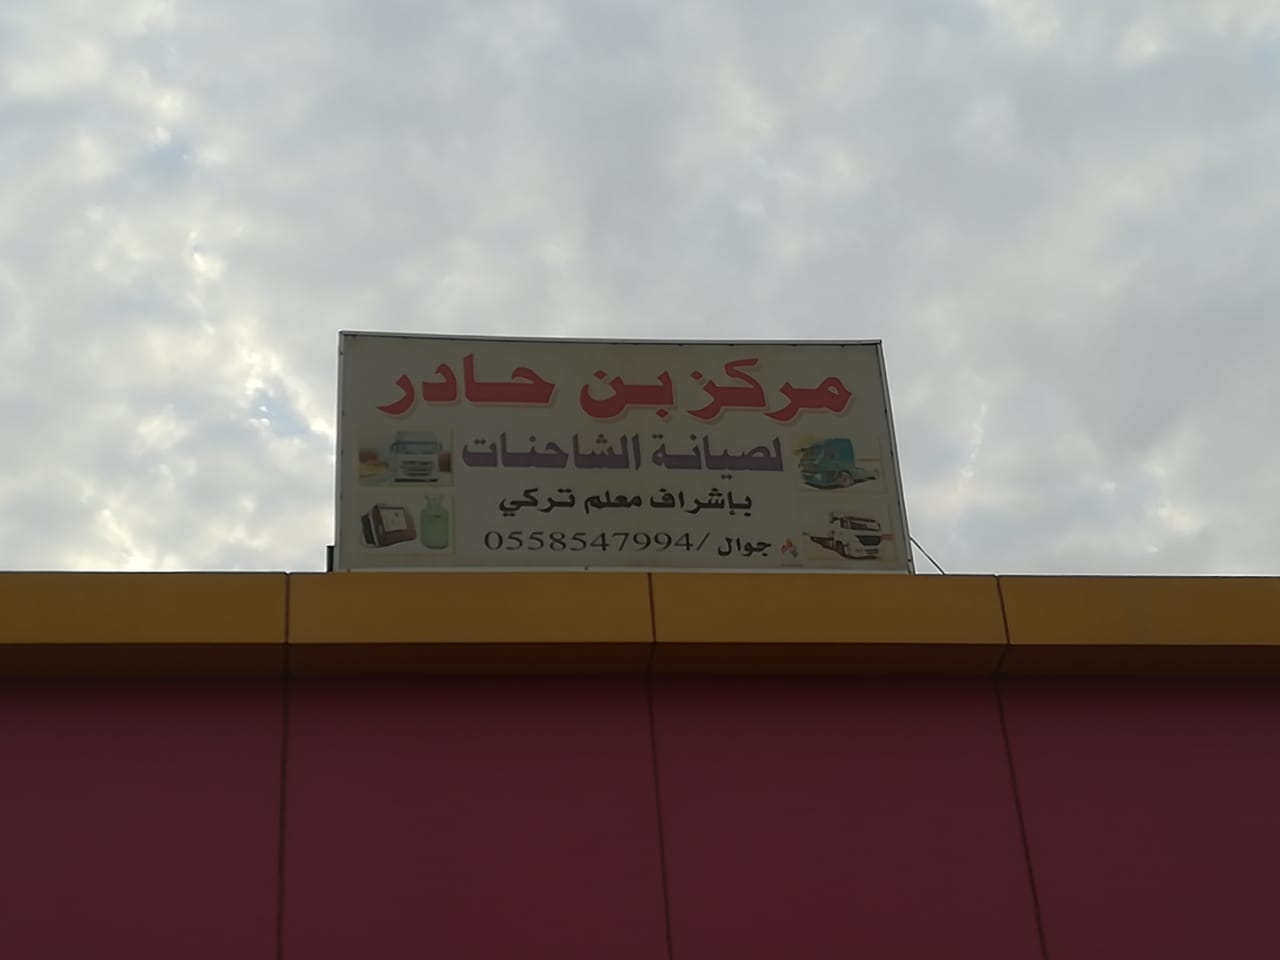 مركز بن حادر
لصيانة الشاحنات
بإشراف معلم تركي
جوال / 0558547994